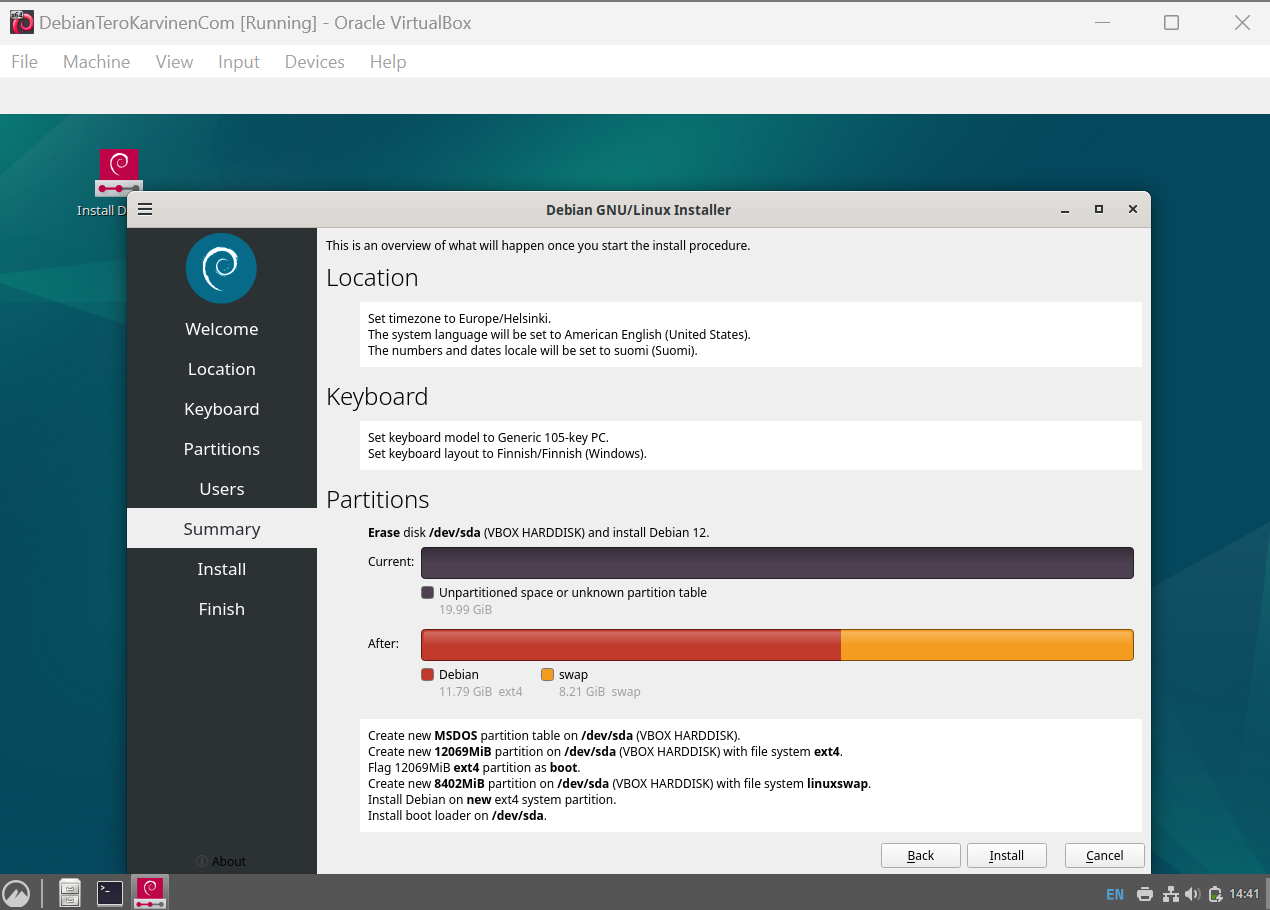 DebianTeroKarvinenCom [Running] - Oracle VirtualBox
File Machine View Input Devices Help
Install D
Debian GNU/Linux Installer
Welcome
Location
Keyboard
Partitions
Users
Summary
Install
Finish
About
This is an overview of what will happen once you start the install procedure.
Location
Set timezone to Europe/Helsinki.
The system language will be set to American English (United States).
The numbers and dates locale will be set to suomi (Suomi).
Keyboard
Set keyboard model to Generic 105-key PC.
Set keyboard layout to Finnish/Finnish (Windows).
Partitions
Erase disk /dev/sda (VBOX HARDDISK) and install Debian 12.
Current:
Unpartitioned space or unknown partition table
19.99 GiB
After:
Debian swap
11.79 GiB ext4 8.21 GiB swap
Create new MSDOS partition table on /dev/sda (VBOX HARDDISK).
Create new 12069MiB partition on /dev/sda (VBOX HARDDISK) with file system ext4.
Flag 12069MiB ext4 partition as boot.
Create new 8402MiB partition on /dev/sda (VBOX HARDDISK) with file system linuxswap.
Install Debian on new ext4 system partition.
Install boot loader on /dev/sda.
Back Install Cancel
EN 14:41